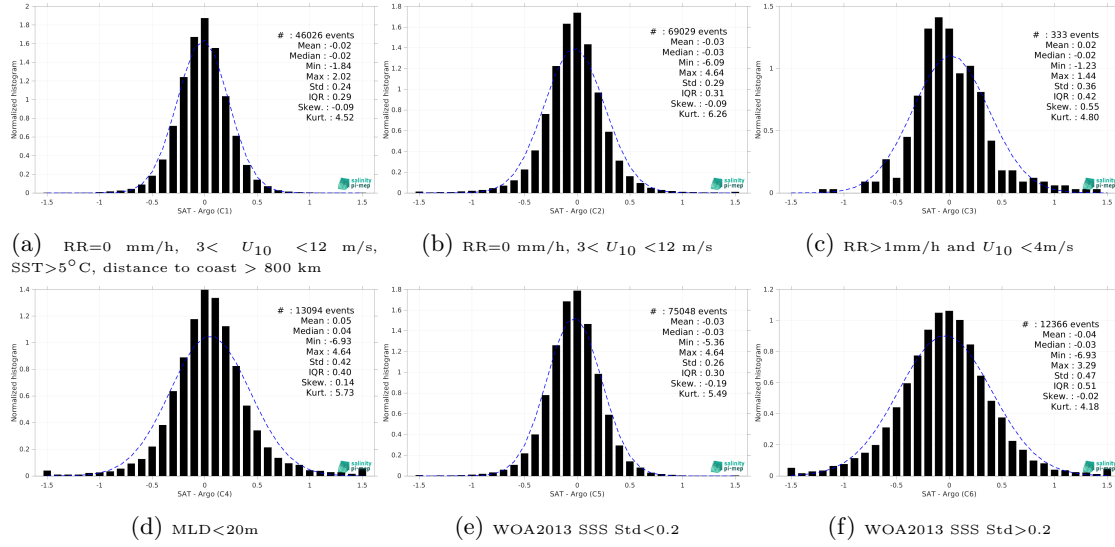 2
1.8
1.6
1.4
1.2
1
0.8
0.6
0.4
0.2
0
Normalized histogram
# : 46026 events
Mean : -0.02
Median : -0.02
Min : -1.84
Max : 2.02
Std : 0.24
IQR : 0.29
Skew. : -0.09
Kurt. : 4.52
salinity
pi-mep
-1.5 -1 -0.5 0 0.5 1 1.5
SAT - Argo (C1)
(a) RR=0 mm/h, 3< U10 <12 m/s,
SST>5°C, distance to coast > 800 km
1.8
1.6
1.4
1.2
1
0.8
0.6
0.4
0.2
0
Normalized histogram
# : 69029 events
Mean : -0.03
Median : -0.03
Min : -6.09
Max : 4.64
Std : 0.29
IQR : 0.31
Skew. : -0.09
Kurt. : 6.26
salinity
pi-mep
-1.5 -1 -0.5 0 0.5 1 1.5
SAT - Argo (C2)
(b) RR=0 mm/h, 3< U10 <12 m/s
1.5
1
0.5
0
Normalized histogram
# : 333 events
Mean : 0.02
Median : -0.02
Min : -1.23
Max : 1.44
Std : 0.36
IQR : 0.42
Skew. : 0.55
Kurt. : 4.80
salinity
pi-mep
-1.5 -1 -0.5 0 0.5 1 1.5
SAT - Argo (C3)
(c) RR>1mm/h and U10 <4m/s
1.4
1.2
1
0.8
0.6
0.4
0.2
0
Normalized histogram
# : 13094 events
Mean : 0.05
Median : 0.04
Min : -6.93
Max : 4.64
Std : 0.42
IQR : 0.40
Skew. : 0.14
Kurt. : 5.73
salinity
pi-mep
-1.5 -1 -0.5 0 0.5 1 1.5
SAT - Argo (C4)
(d) MLD<20m
1.8
1.6
1.4
1.2
1
0.8
0.6
0.4
0.2
0
Normalized histogram
# : 75048 events
Mean : -0.03
Median : -0.03
Min : -5.36
Max : 4.64
Std : 0.26
IQR : 0.30
Skew. : -0.19
Kurt. : 5.49
salinity
pi-mep
-1.5 -1 -0.5 0 0.5 1 1.5
SAT - Argo (C5)
(e) WOA2013 SSS Std<0.2
1.2
1
0.8
0.6
0.4
0.2
0
Normalized histogram
# : 12366 events
Mean : -0.04
Median : -0.03
Min : -6.93
Max : 3.29
Std : 0.47
IQR : 0.51
Skew. : -0.02
Kurt. : 4.18
salinity
pi-mep
-1.5 -1 -0.5 0 0.5 1 1.5
SAT - Argo (C6)
(f) WOA2013 SSS Std>0.2